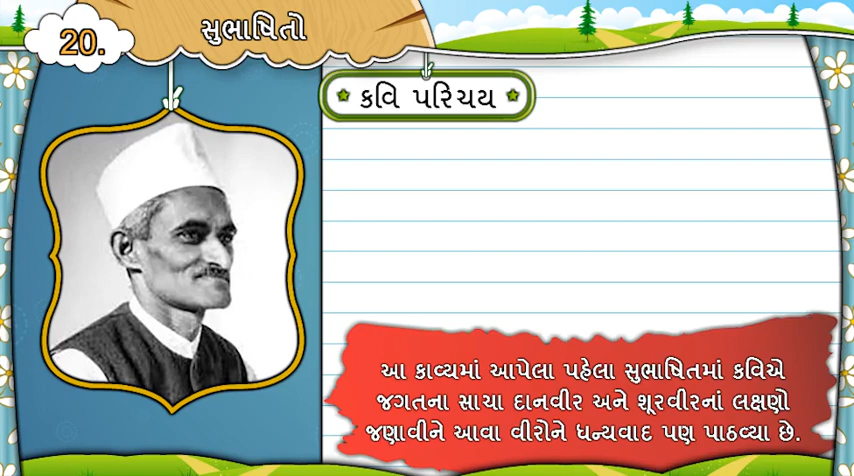 20.
સુભાષિતો
કવિ પરિચય
આ કાવ્યમાં આપેલા પહેલા સુભાષિતમાં કવિએ
જગતના સાચા દાનવીર અને શૂરવીરનાં લક્ષણો
જણાવીને આવા વીરોને ધન્યવાદ પણ પાઠવ્યા છે.